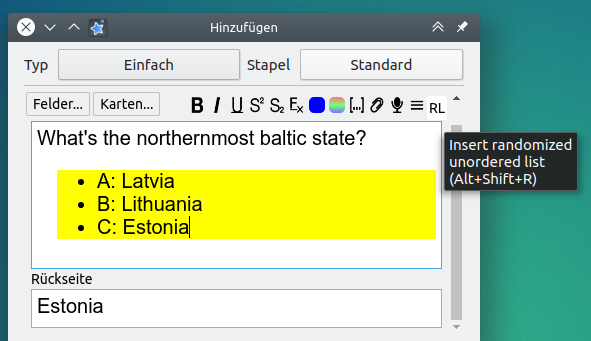 Hinzufügen
Typ Einfach Stapel Standard
Felder... Karten... B I U S² S₂ Eₓ [...] RL
What's the northernmost baltic state?
• A: Latvia
• B: Lithuania
• C: Estonia
Insert randomized
unordered list
(Alt+Shift+R)
Rückseite
Estonia